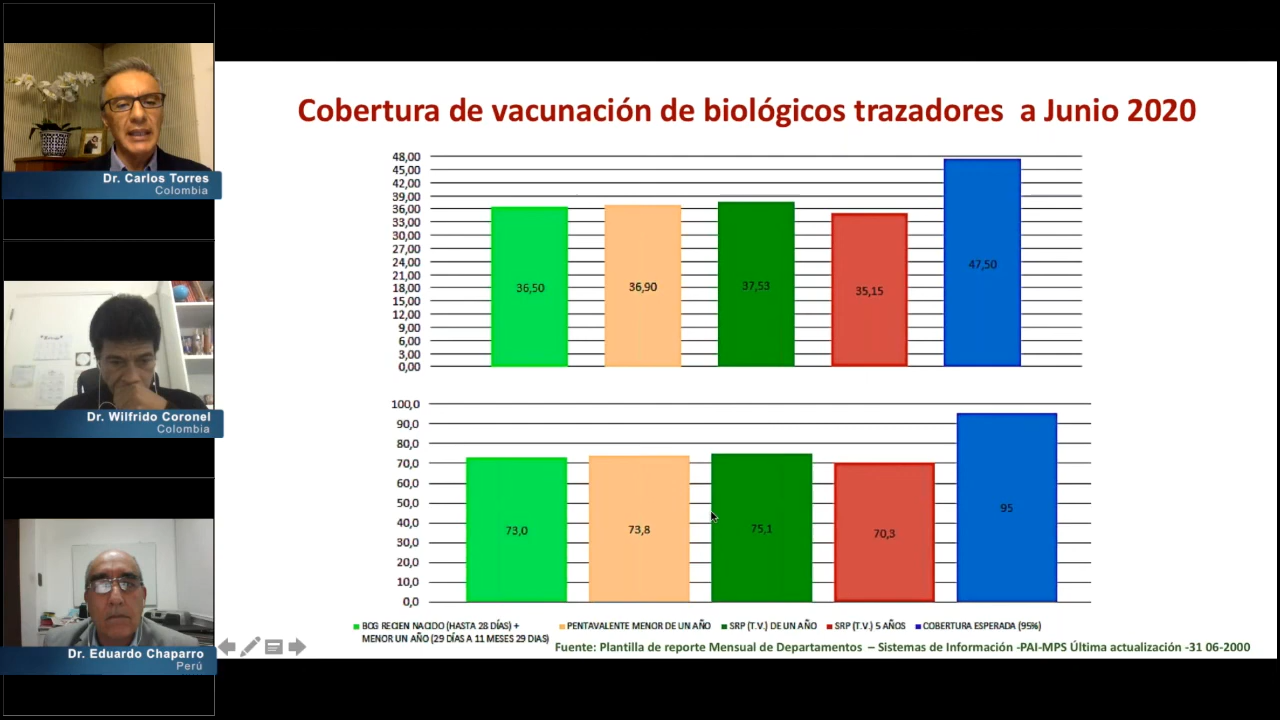 Dr. Carlos Torres
Colombia
Dr. Wilfrido Coronel
Colombia
Dr. Eduardo Chaparro
Perú
Cobertura de vacunación de biológicos trazadores a Junio 2020
48,00
45,00
42,00
39,00
36,00
33,00
30,00
27,00
24,00
21,00
18,00
15,00
12,00
9,00
6,00
3,00
0,00
36,50
36,90
37,53
35,15
47,50
100,0
90,0
80,0
70,0
60,0
50,0
40,0
30,0
20,0
10,0
0,0
73,0
73,8
75,1
70,3
95
BCG RECIEN NACIDO (HASTA 28 DÍAS) +
MENOR UN AÑO (29 DÍAS A 11 MESES 29 DIAS)
PENTAVALENTE MENOR DE UN AÑO
SRP (T.V.) DE UN AÑO
SRP (T.V.) 5 AÑOS
COBERTURA ESPERADA (95%)
Fuente: Plantilla de reporte Mensual de Departamentos – Sistemas de Información -PAI-MPS Última actualización -31 06-2000